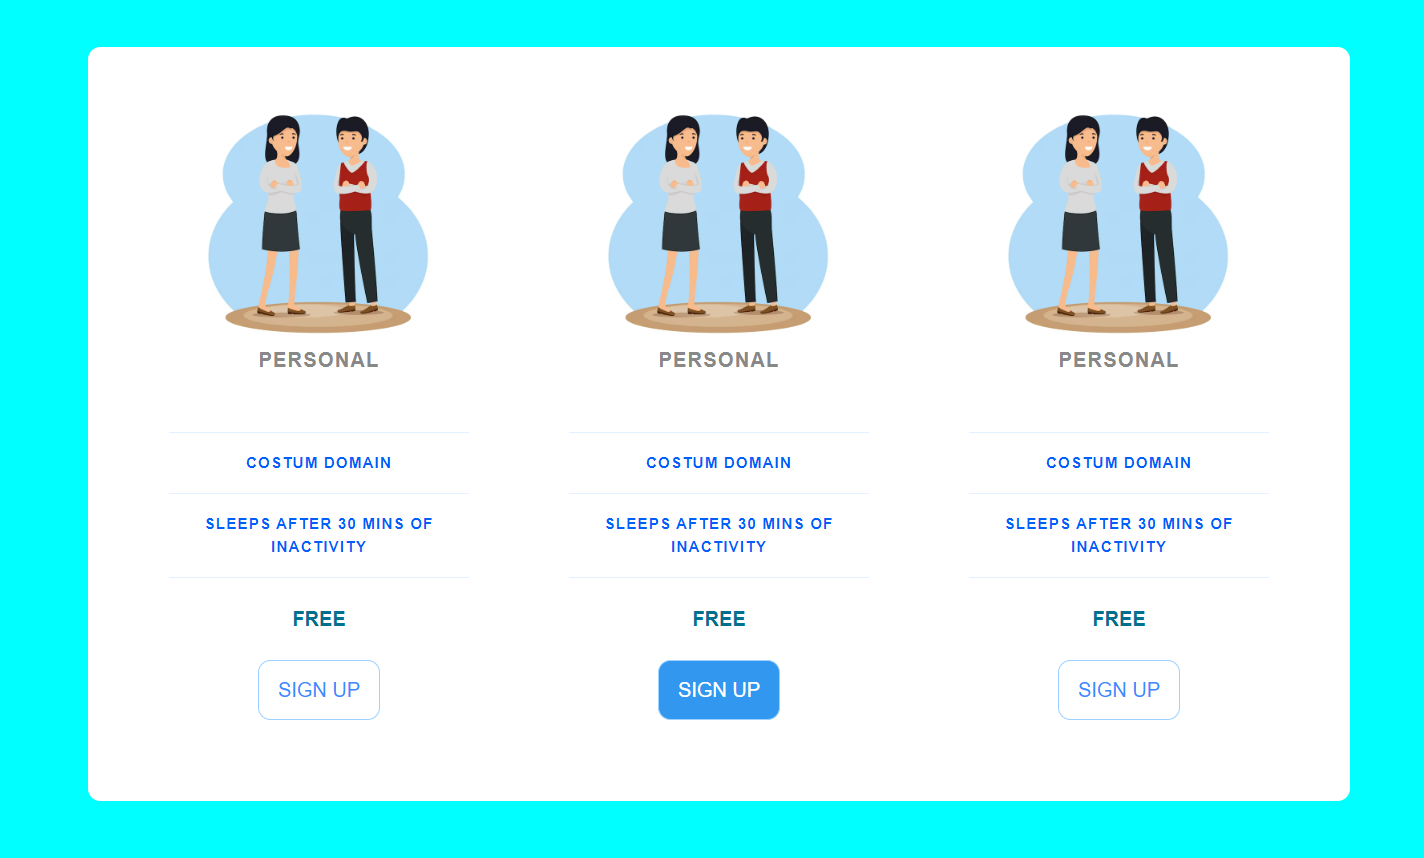 PERSONAL
COSTUM DOMAIN
SLEEPS AFTER 30 MINS OF
INACTIVITY
FREE
SIGN UP
PERSONAL
COSTUM DOMAIN
SLEEPS AFTER 30 MINS OF
INACTIVITY
FREE
SIGN UP
PERSONAL
COSTUM DOMAIN
SLEEPS AFTER 30 MINS OF
INACTIVITY
FREE
SIGN UP